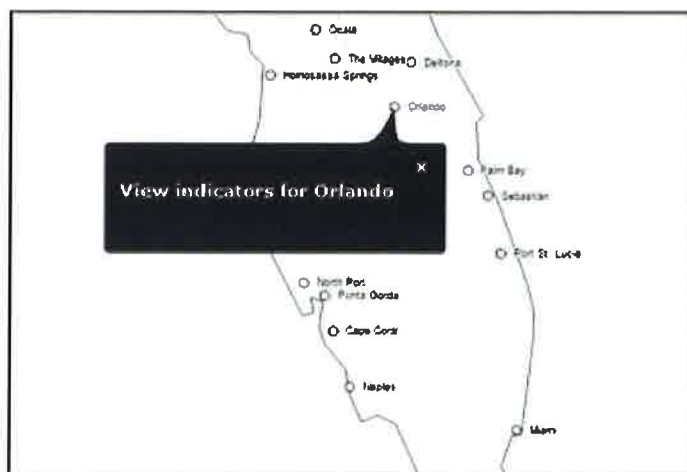 Ocala
The Villages
Deltona
Homosassa Springs
Orlando
×
View indicators for Orlando
Palm Bay
Sebastian
Port St. Lucie
North Port
Punta Gorda
Cape Coral
Naples
Miami